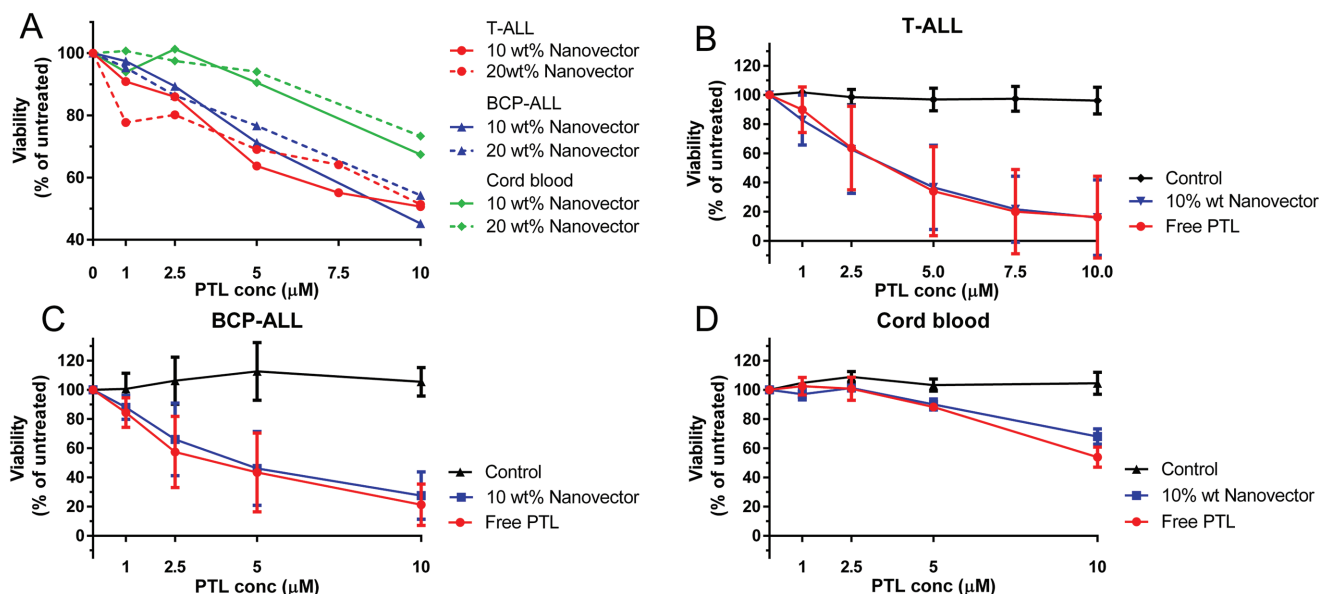 A
Viability
(% of untreated)
100
80
60
40
0 1 2.5 5 7.5 10
PTL conc (μM)
T-ALL
10 wt% Nanovector
20wt% Nanovector
BCP-ALL
10 wt% Nanovector
20 wt% Nanovector
Cord blood
10 wt% Nanovector
20 wt% Nanovector
B
T-ALL
Viability
(% of untreated)
120
100
80
60
40
20
0
1 2.5 5.0 7.5 10.0
PTL conc (μM)
Control
10% wt Nanovector
Free PTL
C
BCP-ALL
Viability
(% of untreated)
120
100
80
60
40
20
0
1 2.5 5 10
PTL conc (μM)
Control
10 wt% Nanovector
Free PTL
D
Cord blood
Viability
(% of untreated)
120
100
80
60
40
20
0
1 2.5 5 10
PTL conc (μM)
Control
10% wt Nanovector
Free PTL